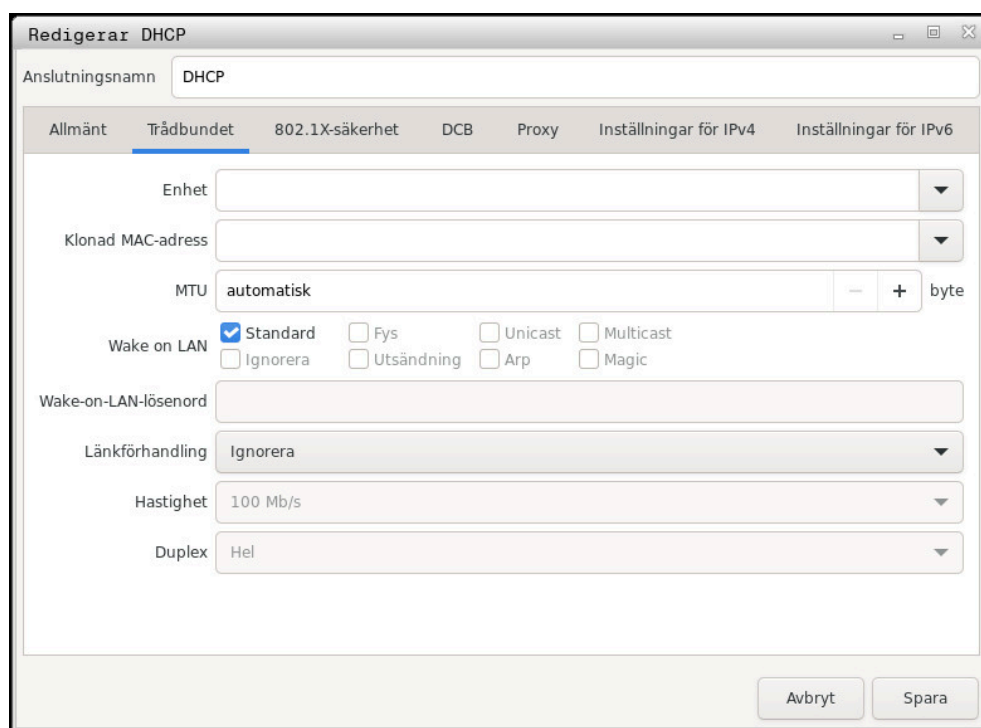 Redigerar DHCP
Anslutningsnamn DHCP
Allmänt Trådbundet 802.1X-säkerhet DCB Proxy Inställningar för IPv4 Inställningar för IPv6
Enhet
Klonad MAC-adress
MTU automatisk byte
Wake on LAN Standard Fys Unicast Multicast
Ignorera Utsändning Arp Magic
Wake-on-LAN-lösenord
Länkförhandling Ignorera
Hastighet 100 Mb/s
Duplex Hel
Avbryt Spara